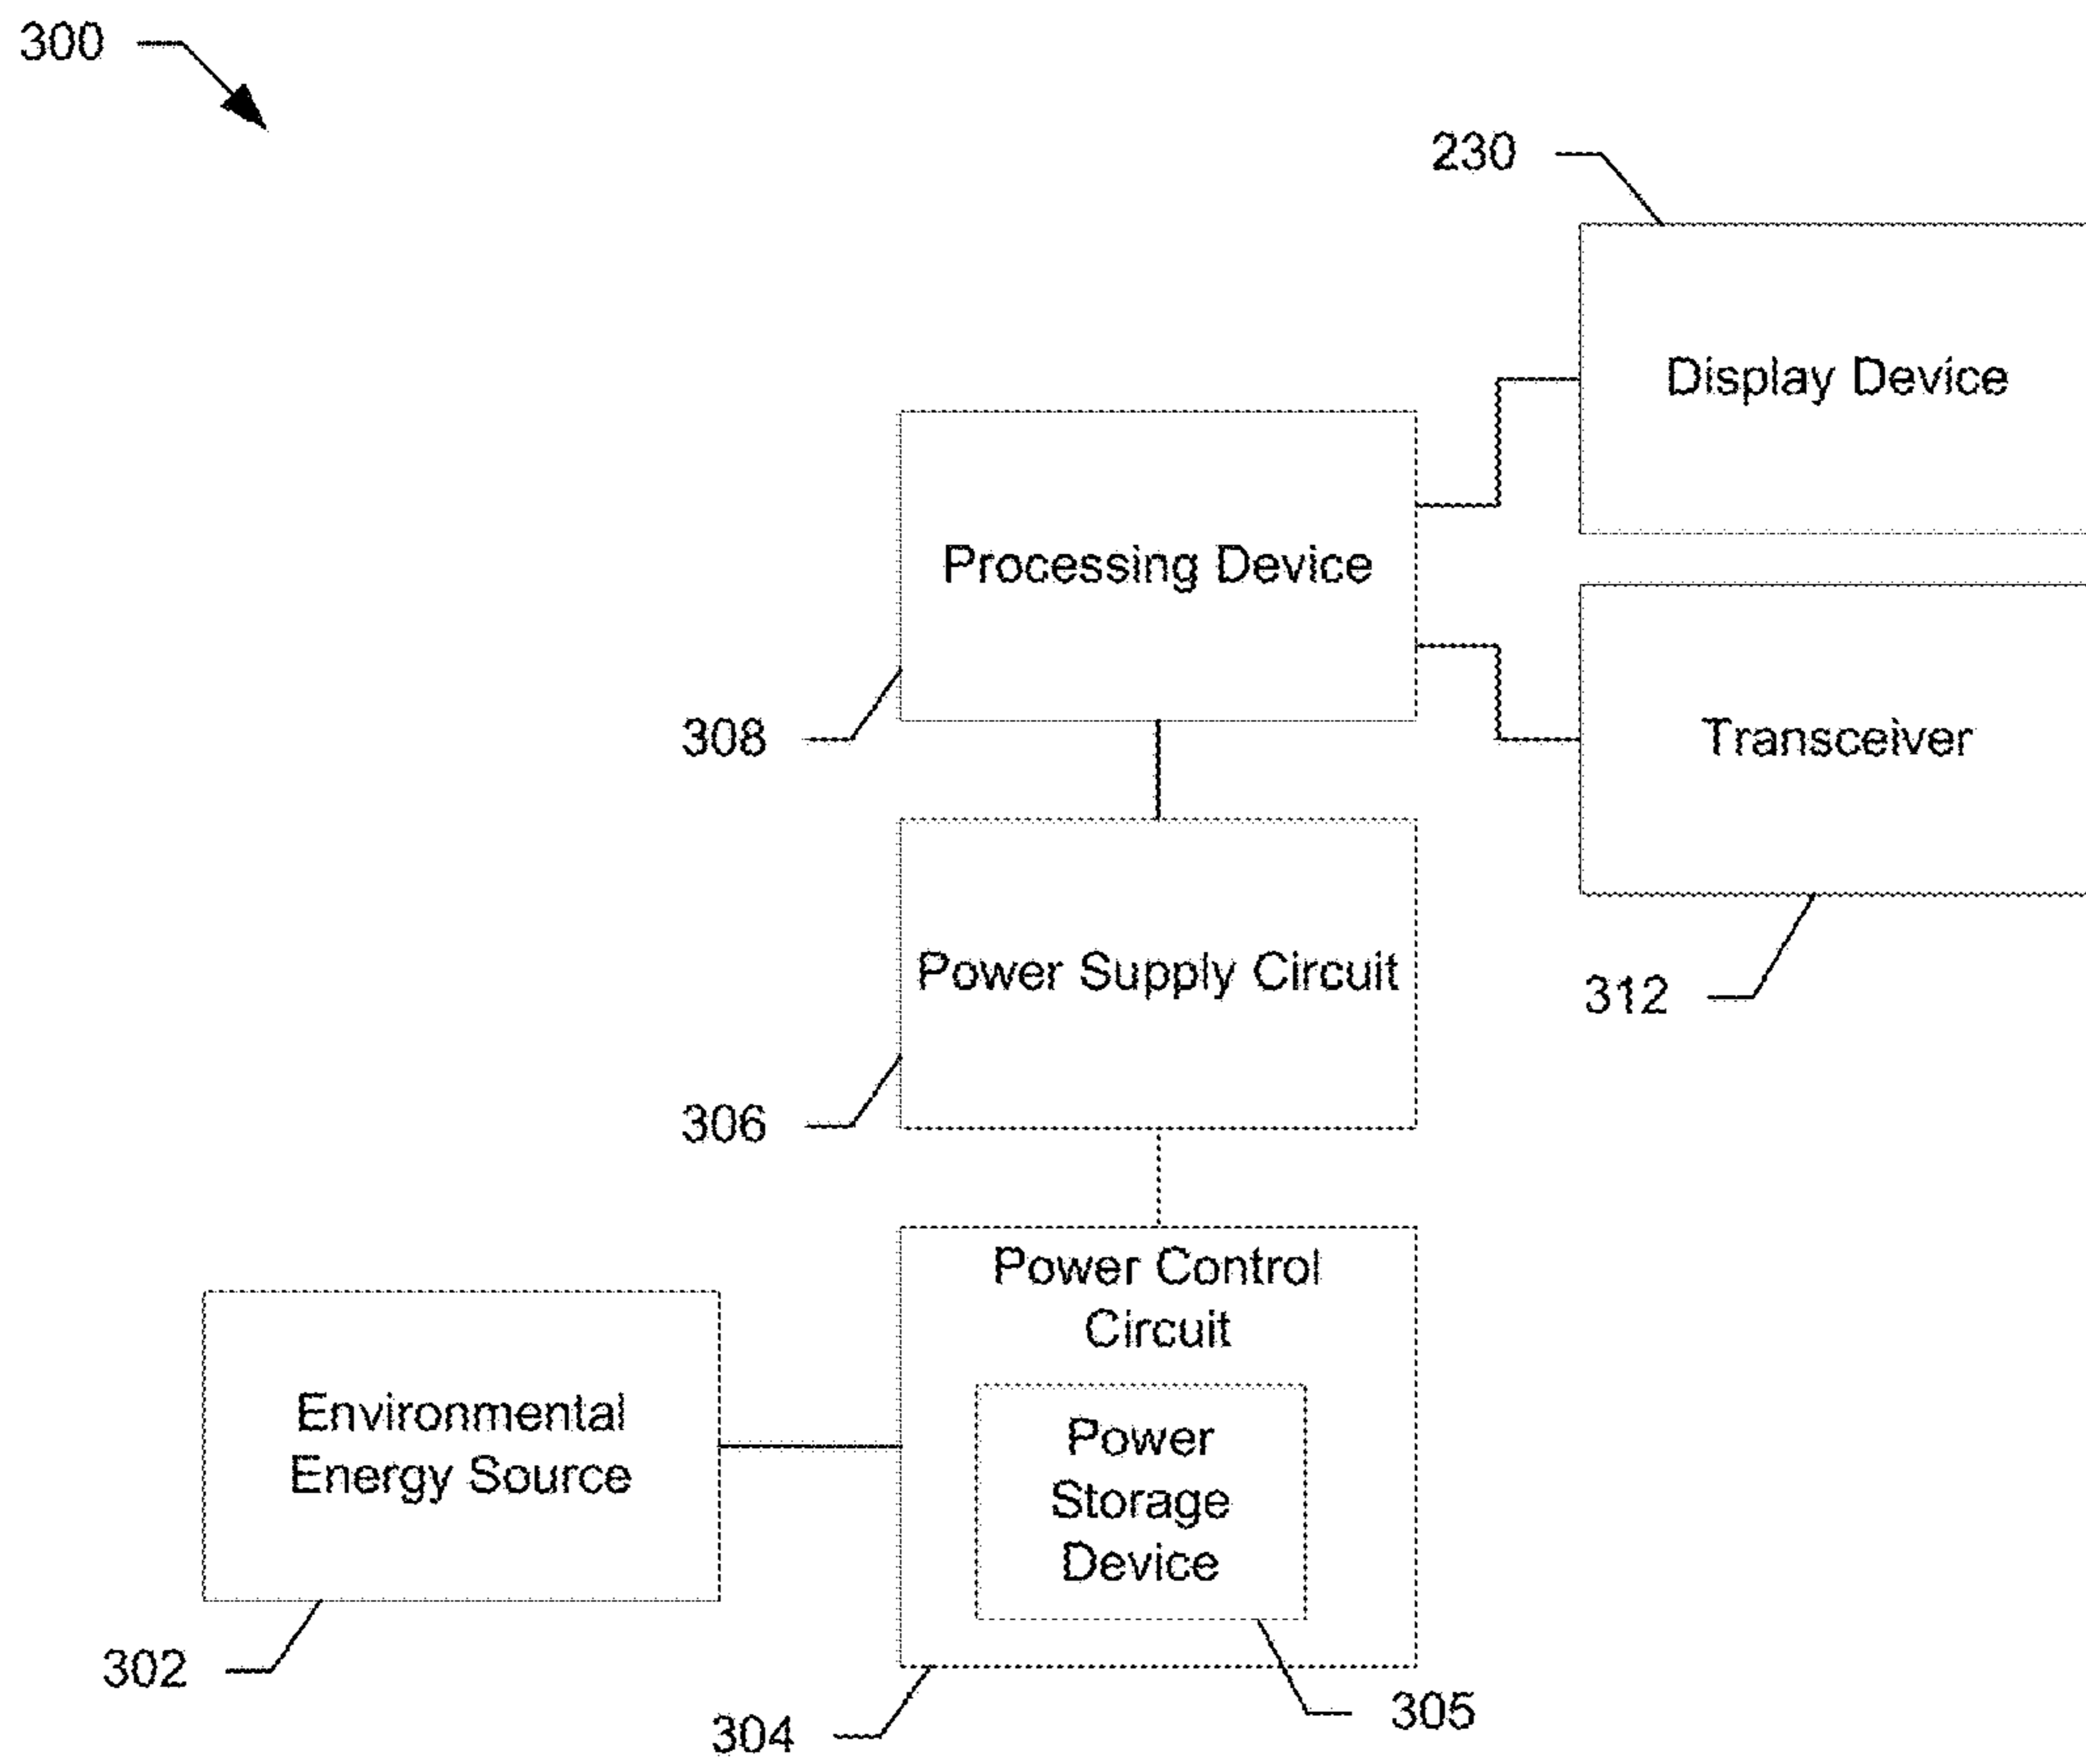 300
230
Display Device
Processing Device
308
Transceiver
Power Supply Circuit
312
306
Power Control
Circuit
Environmental
Energy Source
Power
Storage
Device
302
304
305